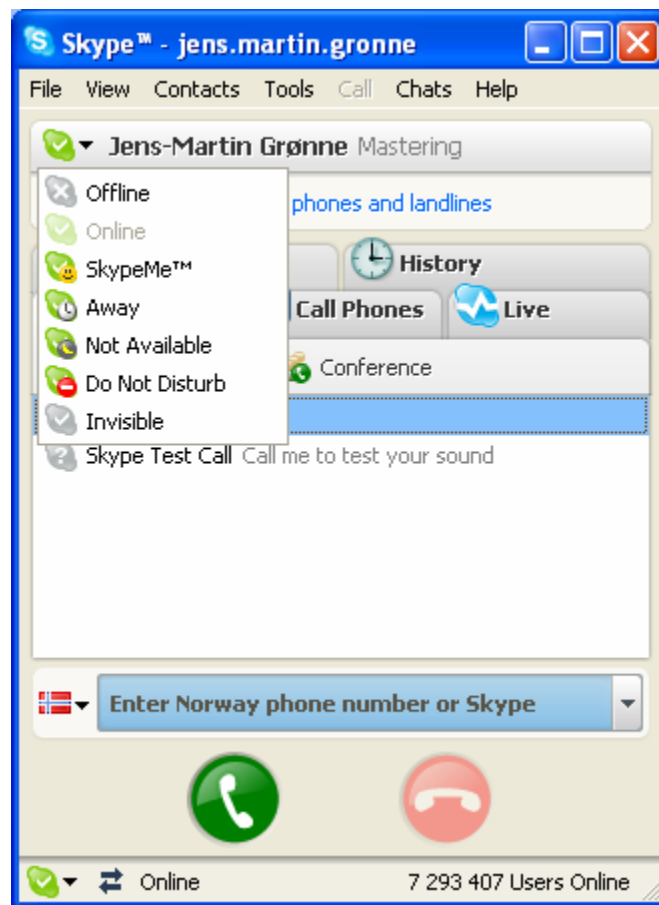 Skype™ - jens.martin.gronne
File View Contacts Tools Call Chats Help
Jens-Martin Grønne Mastering
Offline
phones and landlines
Online
SkypeMe™
History
Away
Call Phones
Live
Not Available
Do Not Disturb
Conference
Invisible
Skype Test Call Call me to test your sound
Enter Norway phone number or Skype
Online
7 293 407 Users Online